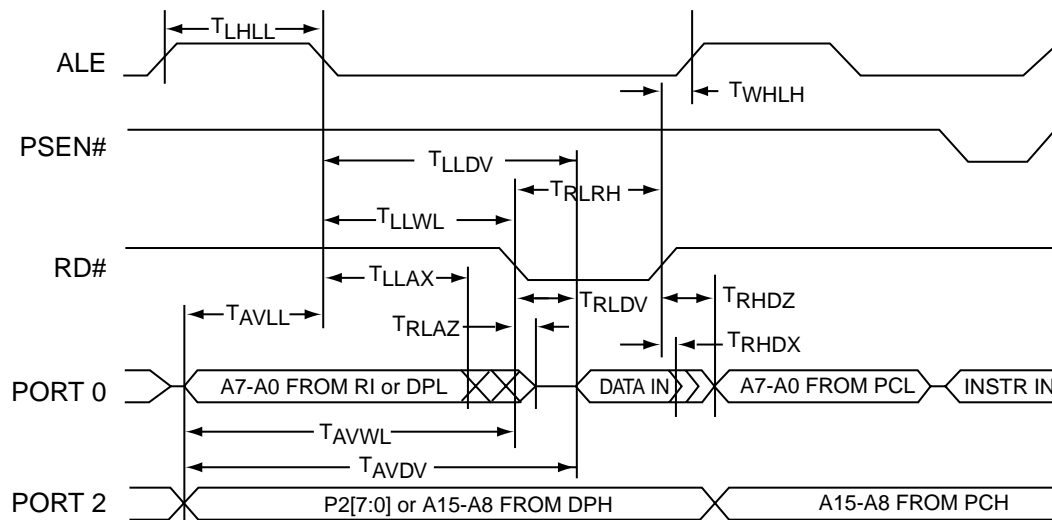 TLHLL
ALE
TWHLH
PSEN#
TLLDV
TRLRH
TLLWL
RD#
TLLAX
TRLDV
TRHDZ
TAVLL
TRLAZ
TRHDX
PORT 0
A7-A0 FROM RI or DPL
DATA IN
A7-A0 FROM PCL
INSTR IN
TAVWL
TAVDV
PORT 2
P2[7:0] or A15-A8 FROM DPH
A15-A8 FROM PCH